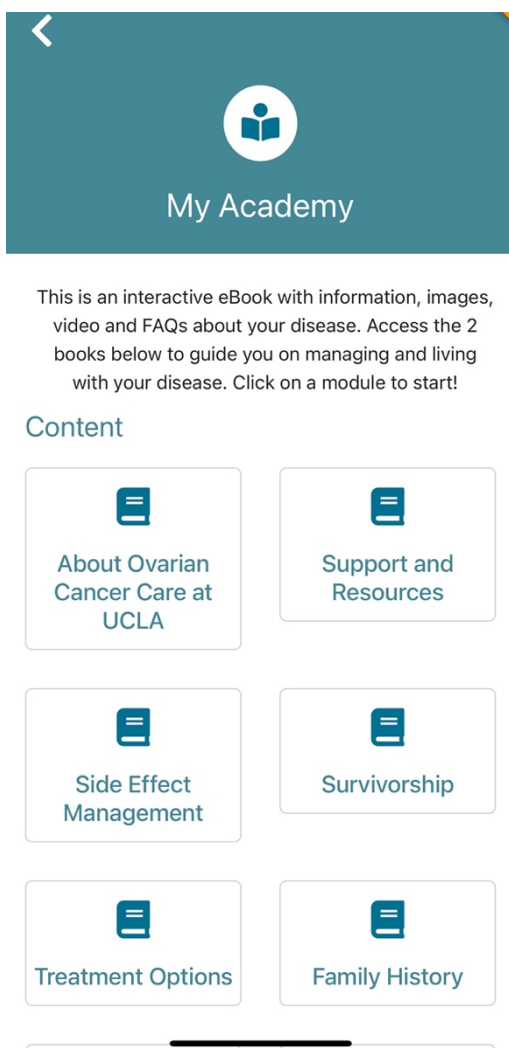 My Academy
This is an interactive eBook with information, images,
video and FAQs about your disease. Access the 2
books below to guide you on managing and living
with your disease. Click on a module to start!
Content
About Ovarian
Cancer Care at
UCLA
Support and
Resources
Side Effect
Management
Survivorship
Treatment Options
Family History